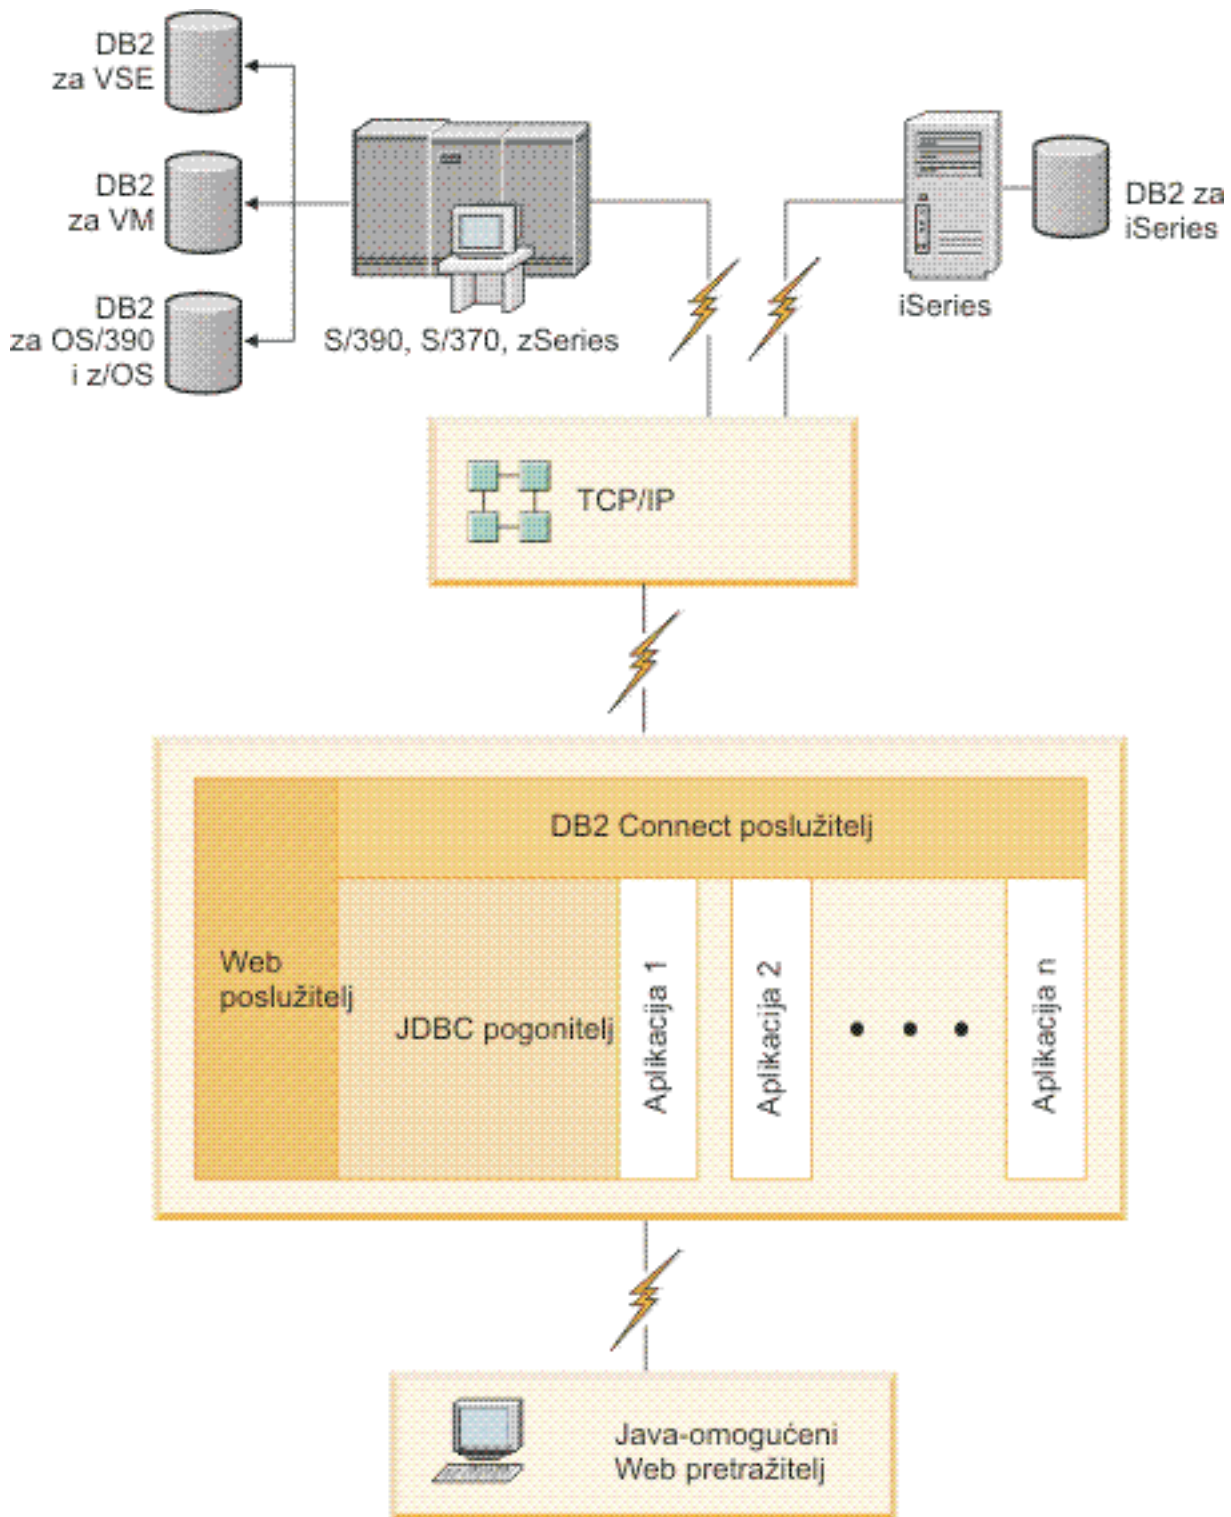 DB2
za VSE
DB2
za VM
DB2
za OS/390
i z/OS
S/390, S/370, zSeries
iSeries
DB2 za
iSeries
TCP/IP
DB2 Connect poslužitelj
Web
poslužitelj
JDBC pogonitelj
Aplikacija 1
Aplikacija 2
Aplikacija n
Java-omogućeni
Web pretražitelj